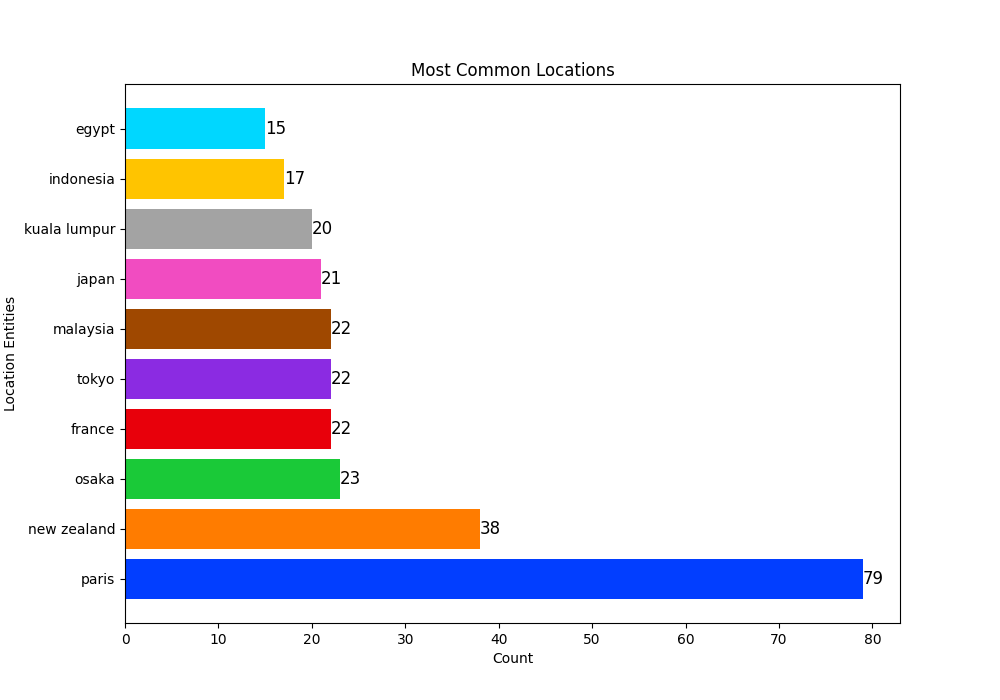 Most Common Locations
egypt 15
indonesia 17
kuala lumpur 20
japan 21
malaysia 22
tokyo 22
france 22
osaka 23
new zealand 38
paris 79
0 10 20 30 40 50 60 70 80
Count
Location Entities